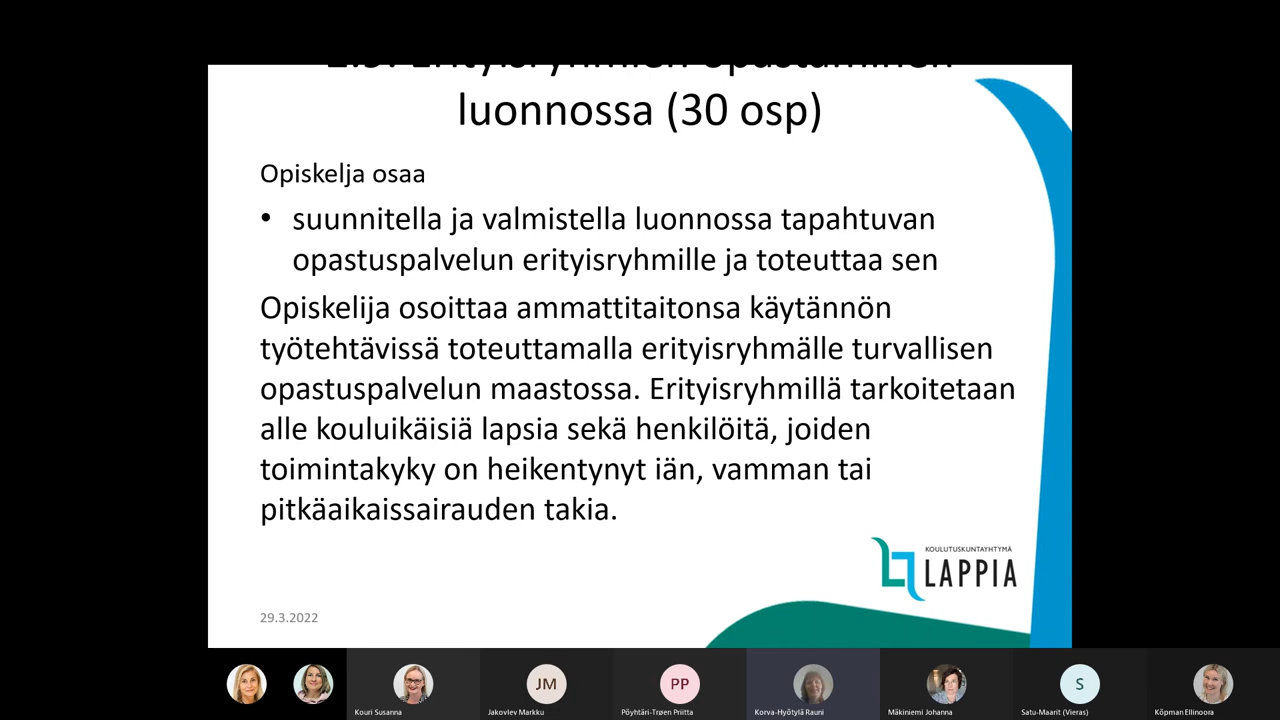 luonnossa (30 osp)
Opiskelja osaa
• suunnitella ja valmistella luonnossa tapahtuvan
opastuspalvelun erityisryhmille ja toteuttaa sen
Opiskelija osoittaa ammattitaitonsa käytännön
työtehtävissä toteuttamalla erityisryhmälle turvallisen
opastuspalvelun maastossa. Erityisryhmillä tarkoitetaan
alle kouluikäisiä lapsia sekä henkilöitä, joiden
toimintakyky on heikentynyt iän, vamman tai
pitkäaikaissairauden takia.
KOULUTUSKUNTAYHTYMÄ
LAPPIA
29.3.2022
JM
PP
S
Kouri Susanna
Jakovlev Markku
Pöyhtäri-Trøen Priitta
Korva-Hyötylä Rauni
Mäkiniemi Johanna
Satu-Maarit (Vieras)
Köpman Ellinoora